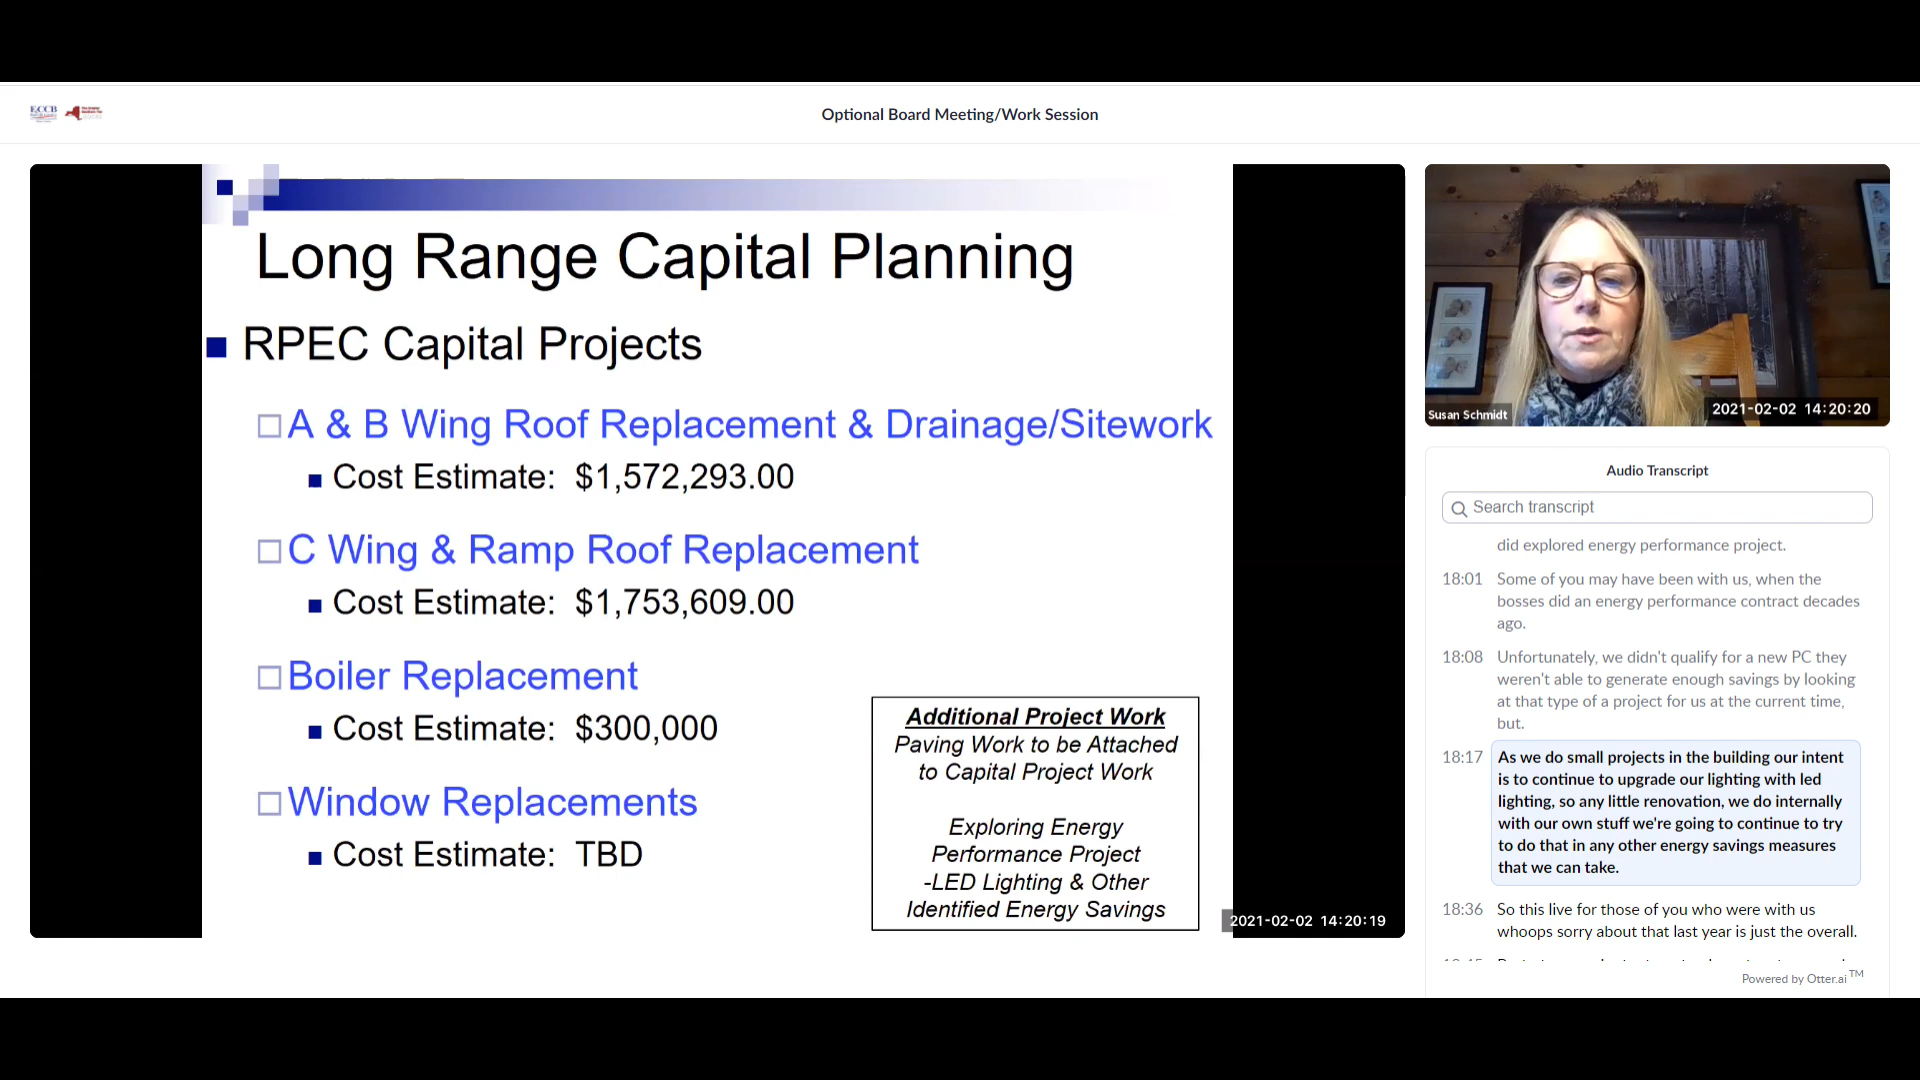 ECCB
Optional Board Meeting/Work Session
Long Range Capital Planning
RPEC Capital Projects
A & B Wing Roof Replacement & Drainage/Sitework
Cost Estimate: $1,572,293.00
C Wing & Ramp Roof Replacement
Cost Estimate: $1,753,609.00
Boiler Replacement
Cost Estimate: $300,000
Window Replacements
Cost Estimate: TBD
Additional Project Work
Paving Work to be Attached
to Capital Project Work
Exploring Energy
Performance Project
-LED Lighting & Other
Identified Energy Savings
2021-02-02 14:20:19
Susan Schmidt
2021-02-02 14:20:20
Audio Transcript
Search transcript
did explored energy performance project.
18:01 Some of you may have been with us, when the
bosses did an energy performance contract decades
ago.
18:08 Unfortunately, we didn't qualify for a new PC they
weren't able to generate enough savings by looking
at that type of a project for us at the current time,
but.
18:17 As we do small projects in the building our intent
is to continue to upgrade our lighting with led
lighting, so any little renovation, we do internally
with our own stuff we're going to continue to try
to do that in any other energy savings measures
that we can take.
18:36 So this live for those of you who were with us
whoops sorry about that last year is just the overall.
Powered by Otter.ai TM